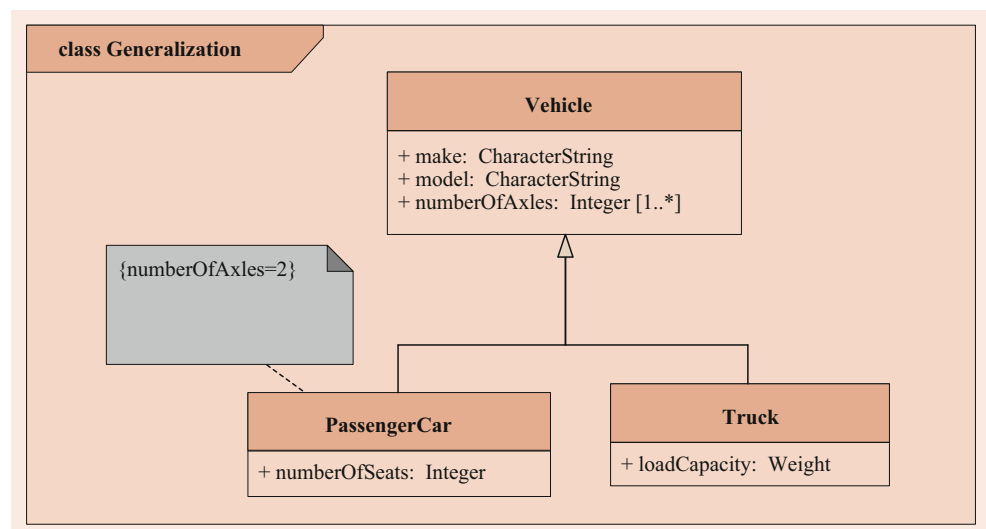 class Generalization
Vehicle
+ make: CharacterString
+ model: CharacterString
+ numberOfAxles: Integer [1..*]
{numberOfAxles=2}
PassengerCar
+ numberOfSeats: Integer
Truck
+ loadCapacity: Weight